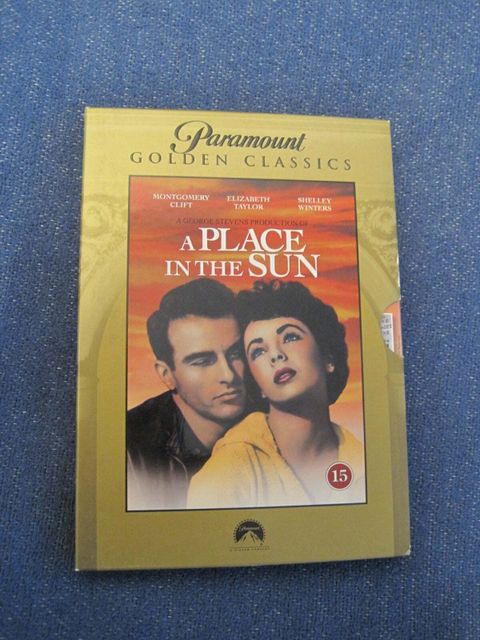 Paramount
GOLDEN CLASSICS
MONTGOMERY CLIFT
ELIZABETH TAYLOR
SHELLEY WINTERS
A GEORGE STEVENS PRODUCTION OF
A PLACE
IN THE SUN
15
Paramount